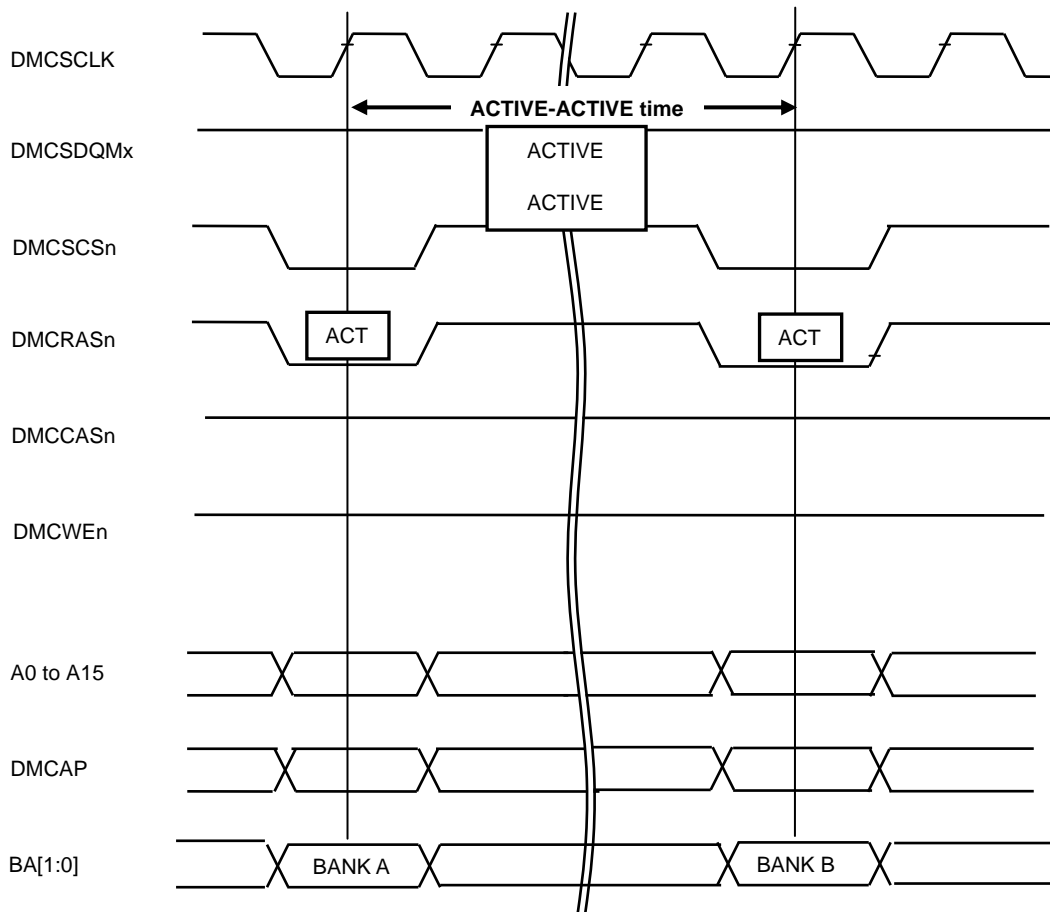 DMCSCLK
ACTIVE-ACTIVE time
DMCSDQMx
ACTIVE
ACTIVE
DMCSCSn
DMCRASn
ACT
ACT
DMCCASn
DMCWEn
A0 to A15
DMCAP
BA[1:0]
BANK A
BANK B